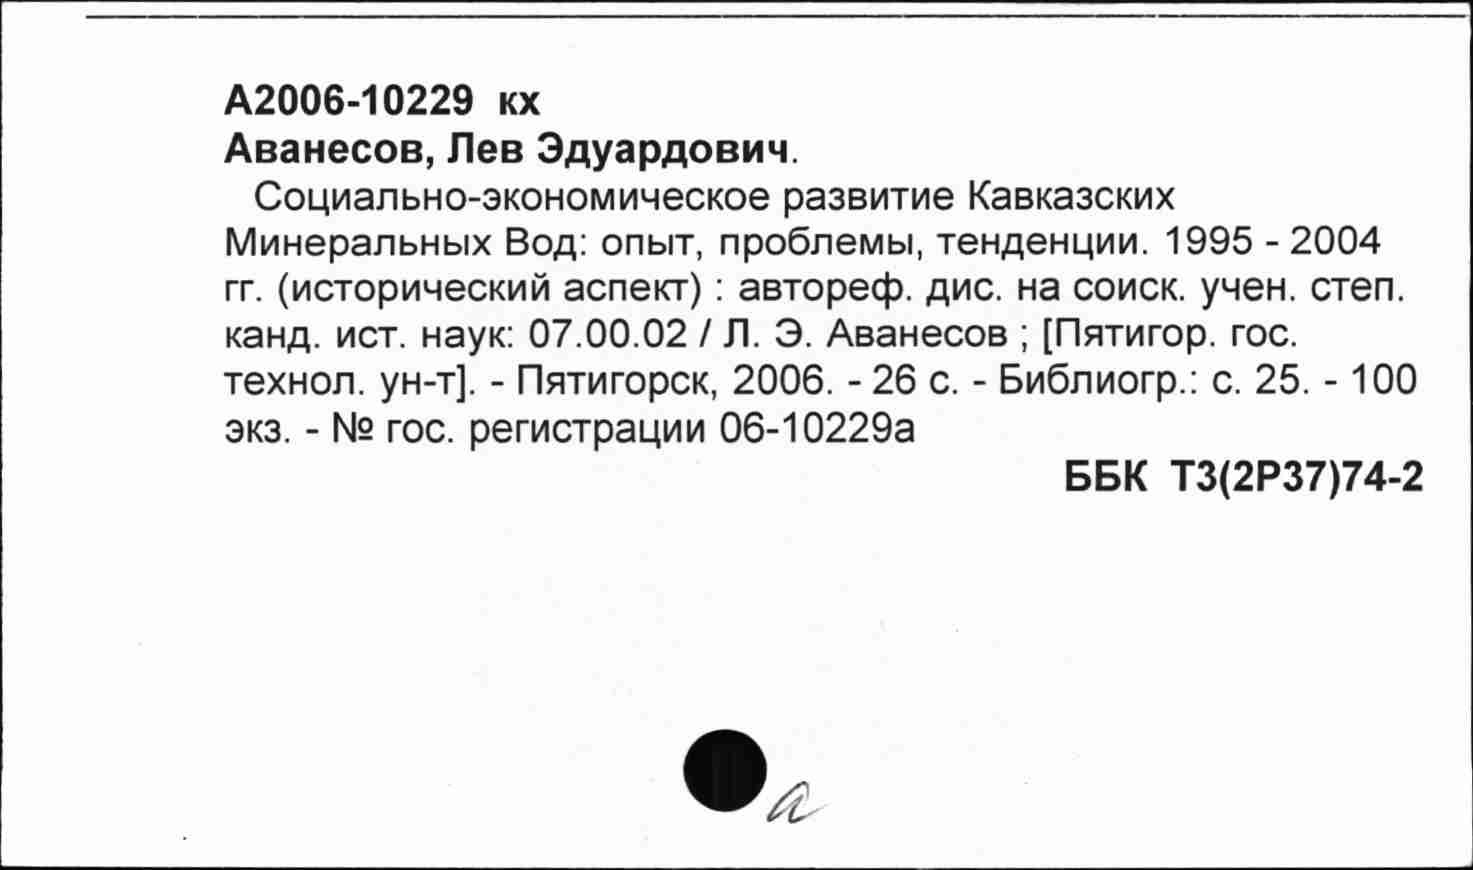 А2006-10229 кх
Аванесов, Лев Эдуардович.
Социально-экономическое развитие Кавказских
Минеральных Вод: опыт, проблемы, тенденции. 1995 - 2004
гг. (исторический аспект) : автореф. дис. на соиск. учен. степ.
канд. ист. наук: 07.00.02 / Л. Э. Аванесов ; [Пятигор. гос.
технол. ун-т]. - Пятигорск, 2006. - 26 с. - Библиогр.: с. 25. - 100
экз. - № гос. регистрации 06-10229а
ББК Т3(2Р37)74-2
а